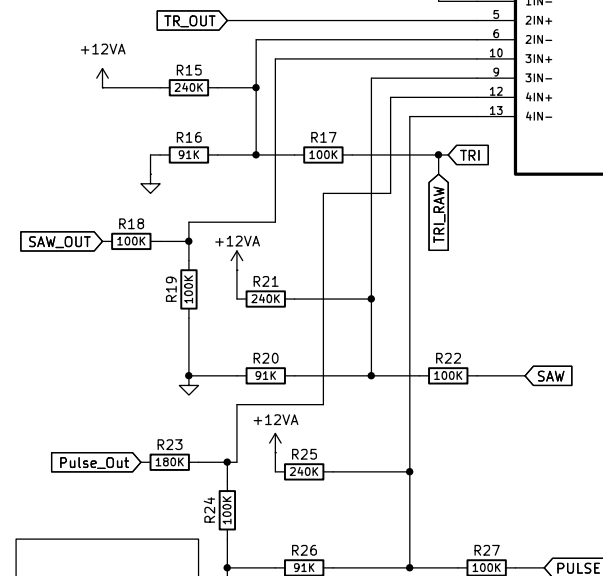 1IN-
TR_OUT
5
2IN+
6
2IN-
+12VA
10
3IN+
R15
9
3IN-
240K
12
4IN+
13
4IN-
R16
R17
91K
100K
TRI
TRI_RAW
R18
SAW_OUT
100K
+12VA
R19
100K
R21
240K
R20
R22
91K
100K
SAW
+12VA
R23
Pulse_Out
180K
R25
240K
R24
100K
R26
R27
91K
100K
PULSE